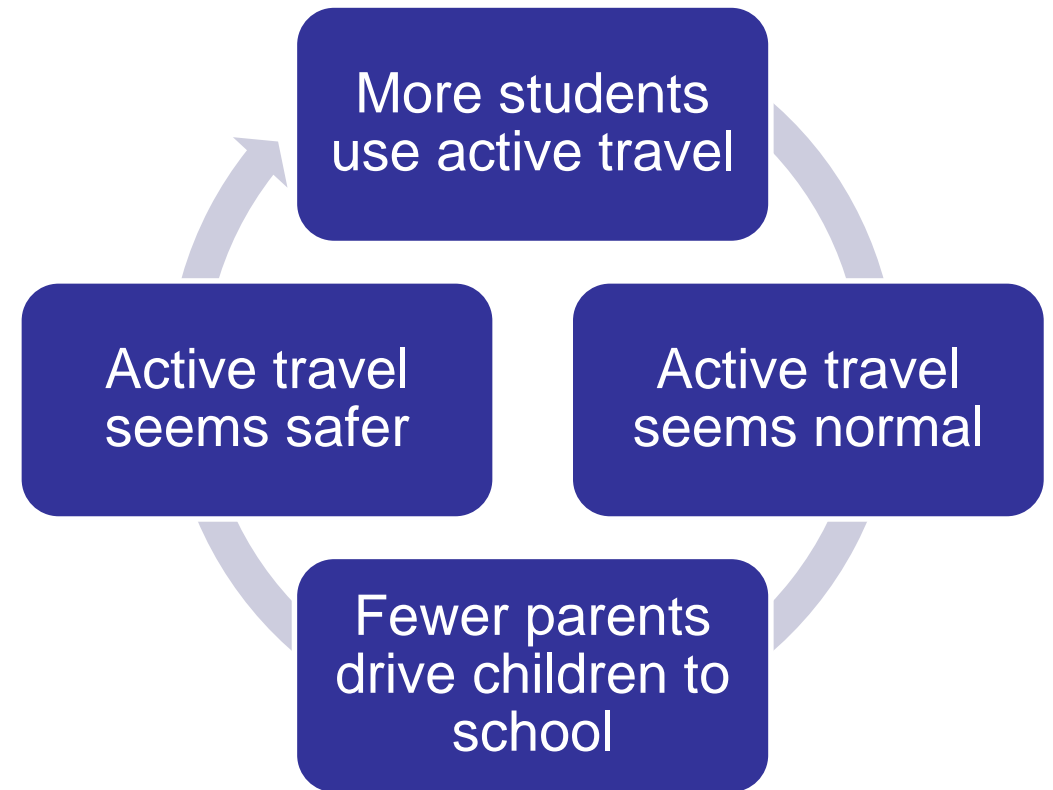 More students
use active travel
Active travel
seems normal
Fewer parents
drive children to
school
Active travel
seems safer